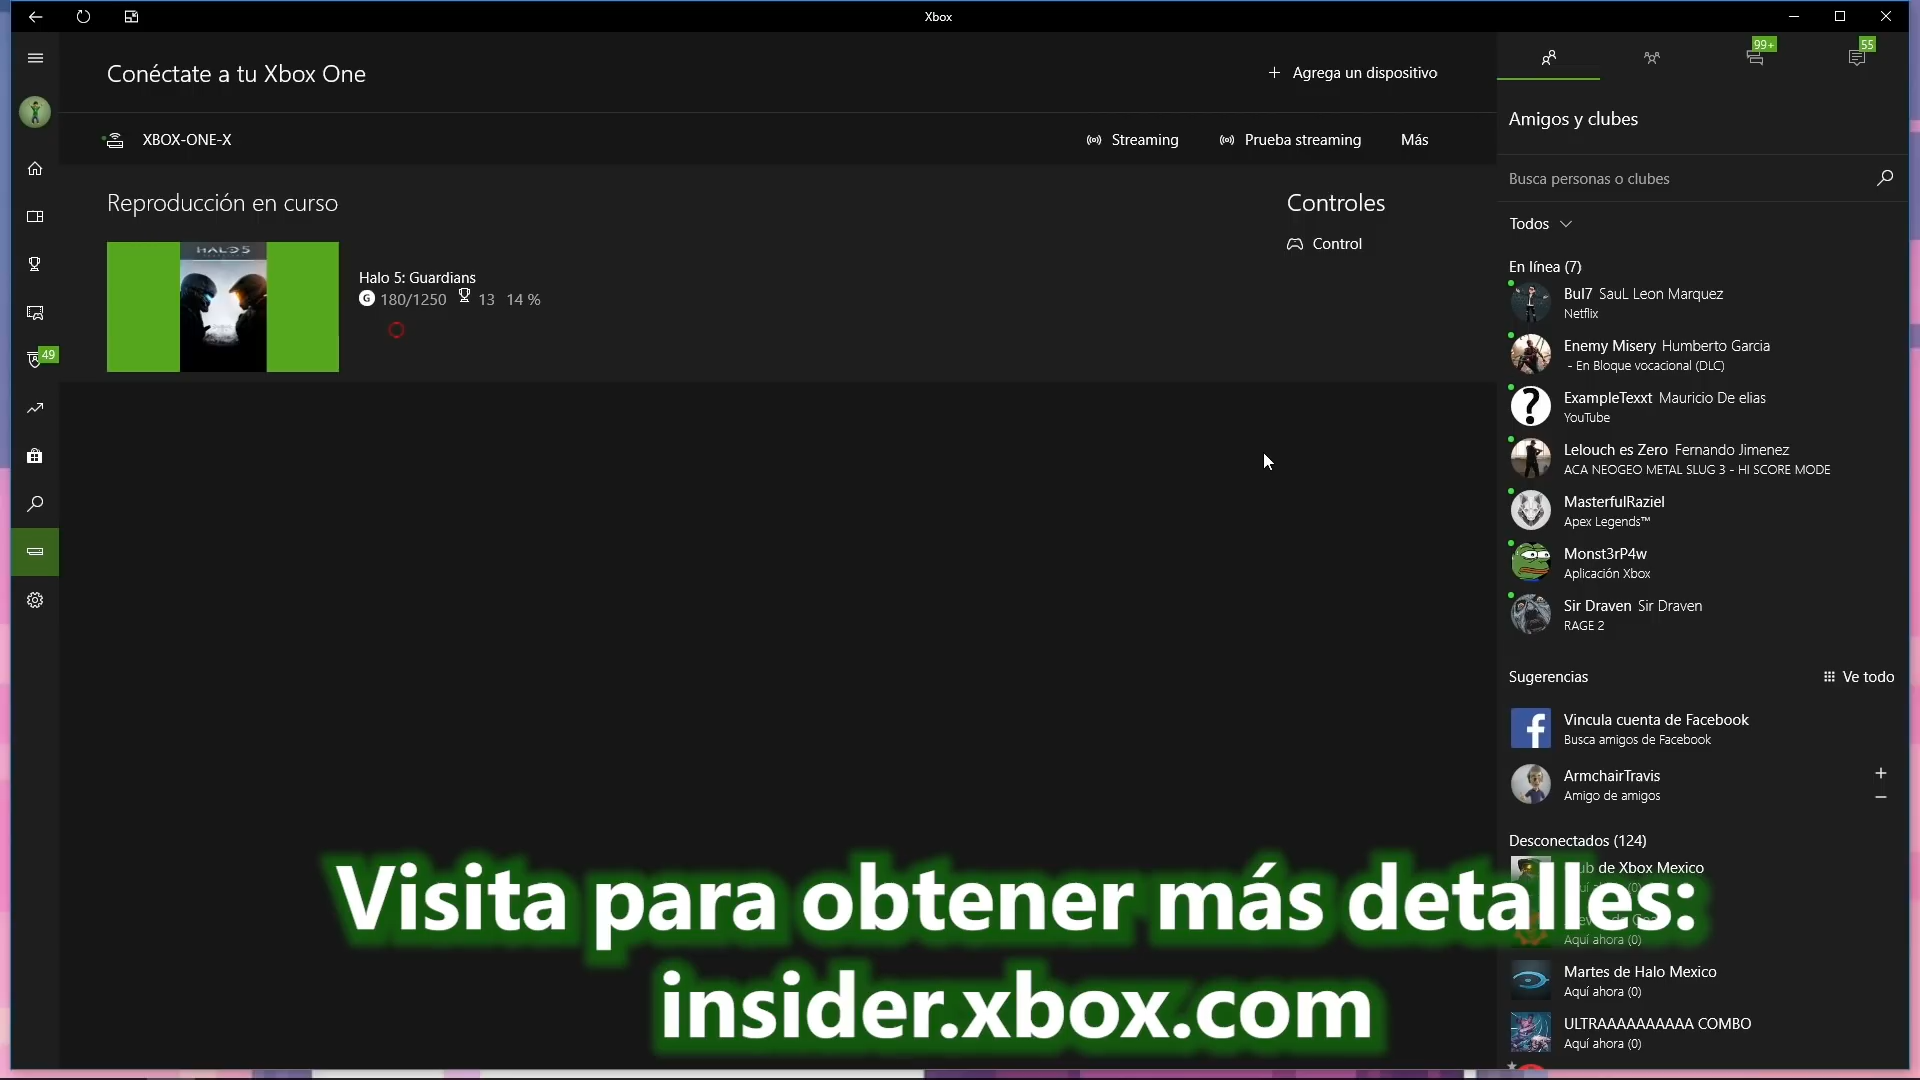 Xbox
Conéctate a tu Xbox One
Agrega un dispositivo
XBOX-ONE-X
Streaming
Prueba streaming
Más
Reproducción en curso
Controles
Control
HALO 5
Halo 5: Guardians
G 180/1250 13 14 %
49
99+
55
Amigos y clubes
Busca personas o clubes
Todos
En línea (7)
Bul7 SauL Leon Marquez
Netflix
Enemy Misery Humberto Garcia
- En Bloque vocacional (DLC)
ExampleTexxt Mauricio De elias
YouTube
Lelouch es Zero Fernando Jimenez
ACA NEOGEO METAL SLUG 3 - HI SCORE MODE
MasterfulRaziel
Apex Legends™
Monst3rP4w
Aplicación Xbox
Sir Draven Sir Draven
RAGE 2
Sugerencias
Ve todo
Vincula cuenta de Facebook
Busca amigos de Facebook
ArmchairTravis
Amigo de amigos
Desconectados (124)
de Xbox Mexico
Aquí ahora (0)
Martes de Halo Mexico
Aquí ahora (0)
ULTRAAAAAAAAAA COMBO
Aquí ahora (0)
Visita para obtener más detalles:
insider.xbox.com